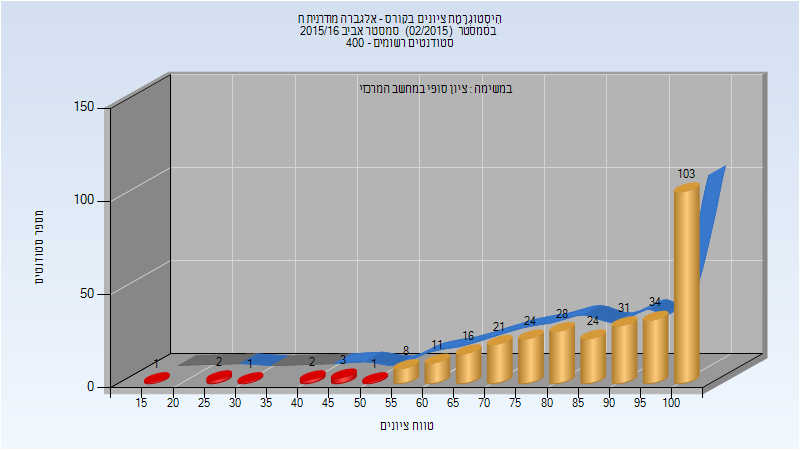 היסטוגרמת ציונים בקורס - אלגברה מודרנית ח
בסמסטר (02/2015) סמסטר אביב 2015/16
סטודנטים רשומים - 400
במשימה : ציון סופי במחשב המרכזי
150
100
50
0
מספר סטודנטים
1
2
1
2
3
1
8
11
16
21
24
28
24
31
34
103
15 20 25 30 35 40 45 50 55 60 65 70 75 80 85 90 95 100
טווח ציונים